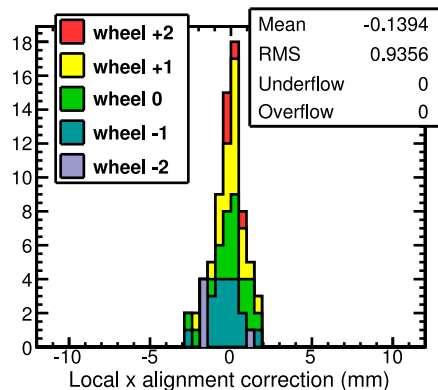 Mean -0.1394
RMS 0.9356
Underflow 0
Overflow 0
wheel +2
wheel +1
wheel 0
wheel -1
wheel -2
18
16
14
12
10
8
6
4
2
0
-10 -5 0 5 10
Local x alignment correction (mm)